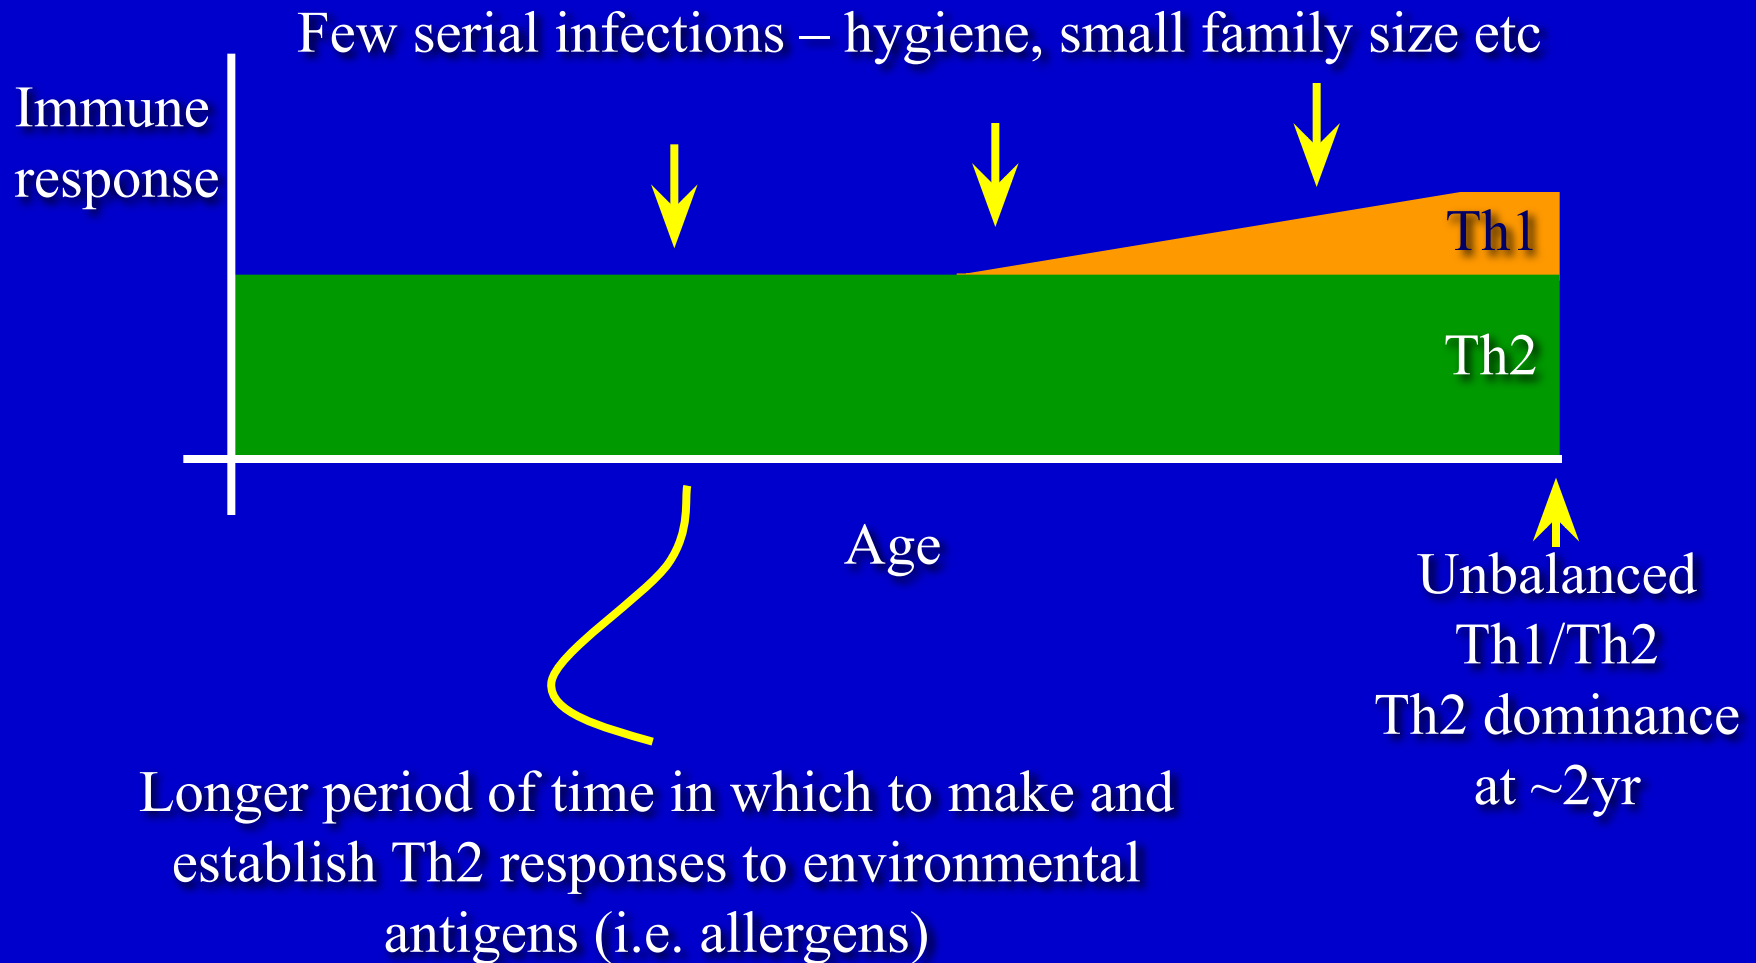 Few serial infections – hygiene, small family size etc
Immune
response
Th1
Th2
Age
Unbalanced
Th1/Th2
Th2 dominance
at ~2yr
Longer period of time in which to make and
establish Th2 responses to environmental
antigens (i.e. allergens)